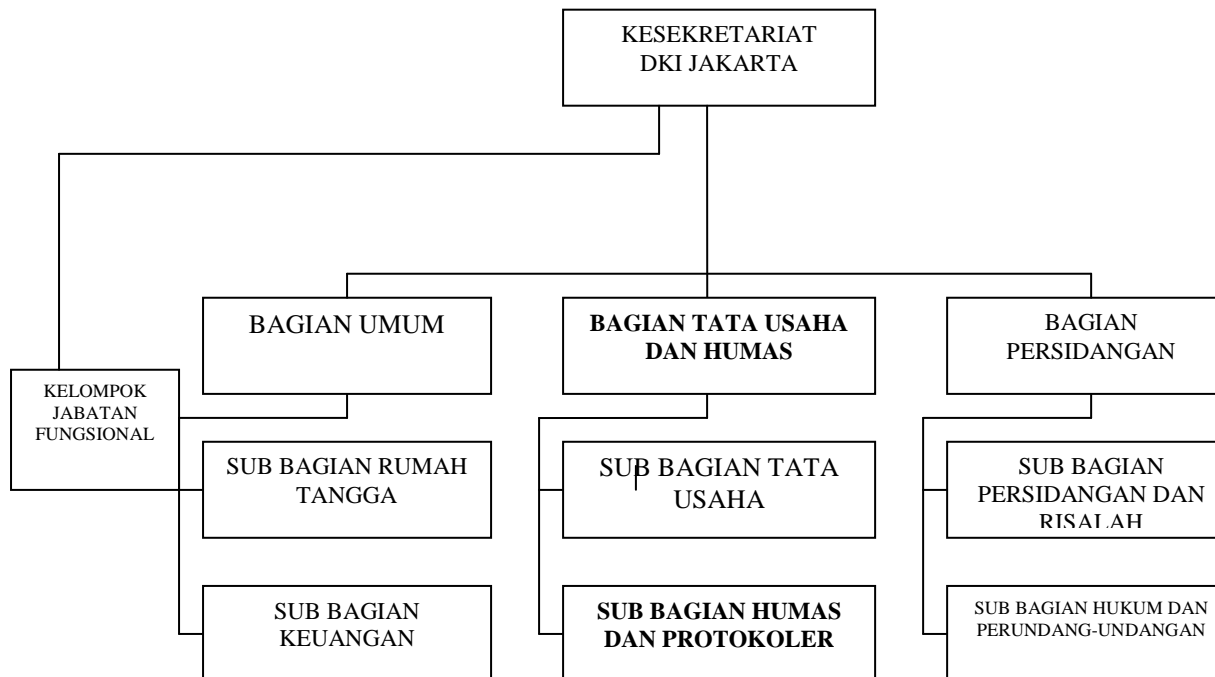 KESEKRETARIAT
DKI JAKARTA
BAGIAN UMUM
BAGIAN TATA USAHA
DAN HUMAS
BAGIAN
PERSIDANGAN
KELOMPOK
JABATAN
FUNGSIONAL
SUB BAGIAN RUMAH
TANGGA
SUB BAGIAN TATA
USAHA
SUB BAGIAN
PERSIDANGAN DAN
RISALAH
SUB BAGIAN
KEUANGAN
SUB BAGIAN HUMAS
DAN PROTOKOLER
SUB BAGIAN HUKUM DAN
PERUNDANG-UNDANGAN